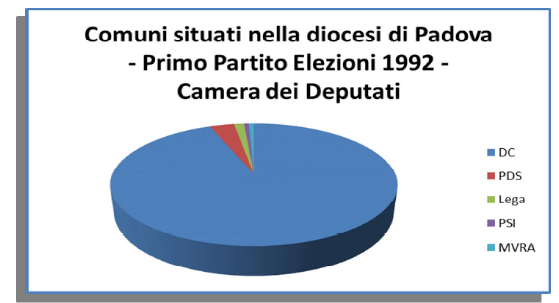 Comuni situati nella diocesi di Padova
- Primo Partito Elezioni 1992 -
Camera dei Deputati
DC
PDS
Lega
PSI
MVRA